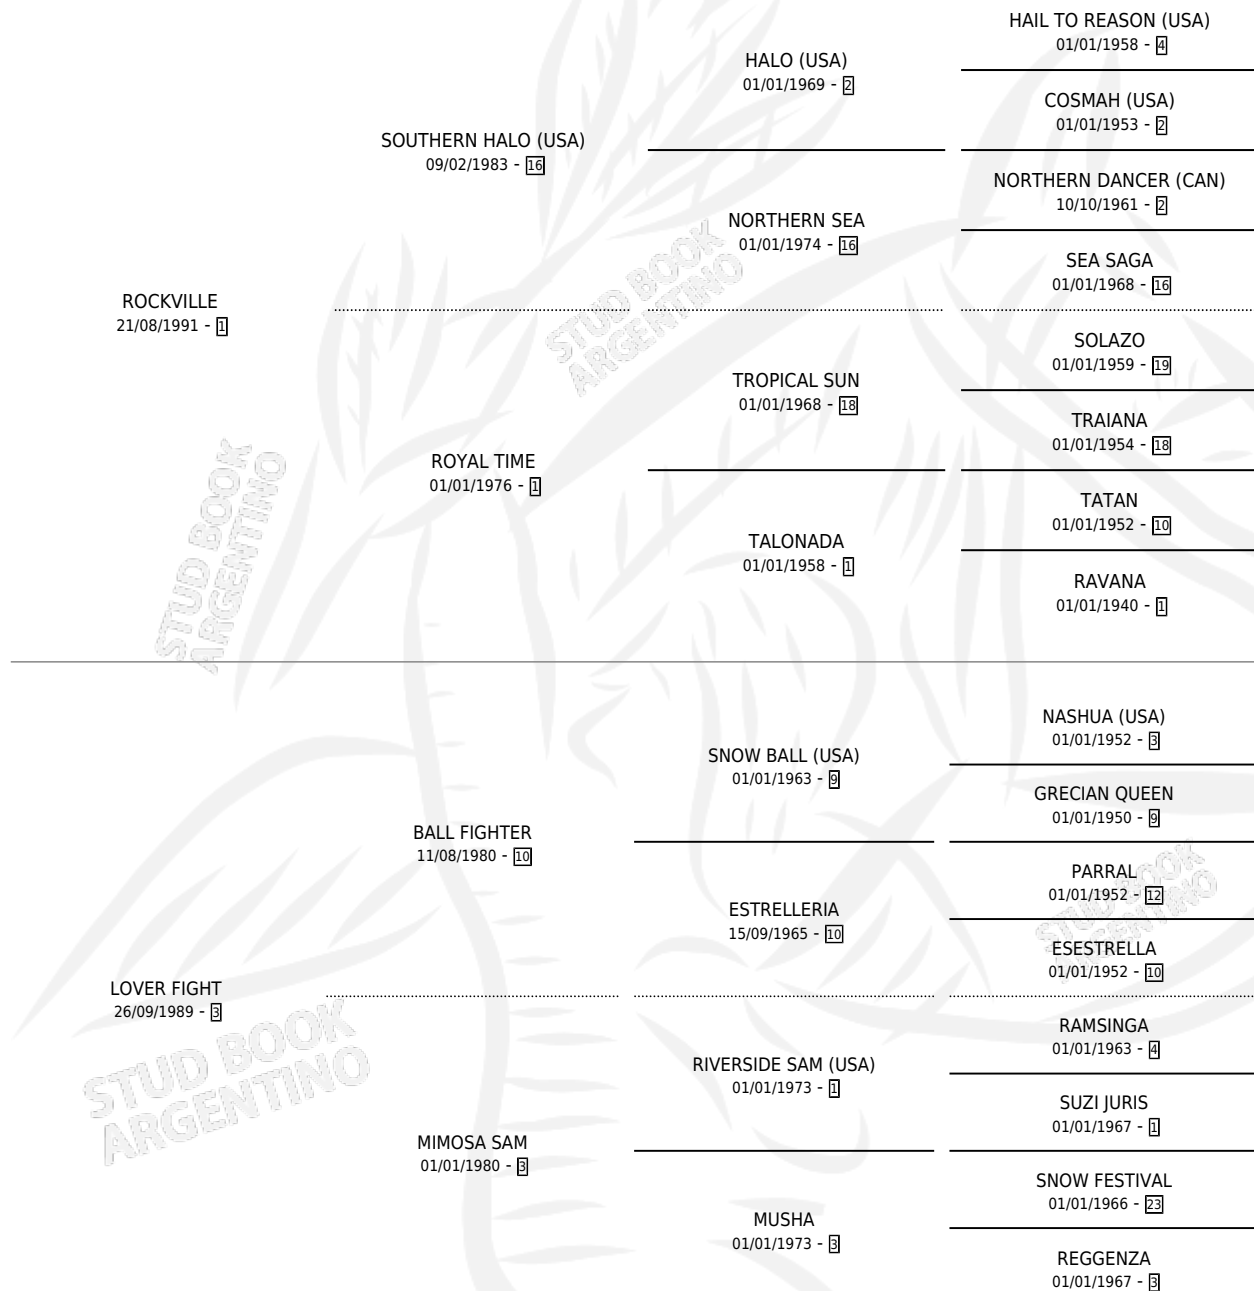 HAIL TO REASON (USA)
01/01/1958 - 4
HALO (USA)
01/01/1969 - 2
COSMAH (USA)
01/01/1953 - 2
SOUTHERN HALO (USA)
09/02/1983 - 16
NORTHERN DANCER (CAN)
10/10/1961 - 2
NORTHERN SEA
01/01/1974 - 16
SEA SAGA
01/01/1968 - 16
STUD BOOK
ARGENTINO
ROCKVILLE
21/08/1991 - 1
SOLAZO
01/01/1959 - 19
TROPICAL SUN
01/01/1968 - 18
TRAIANA
01/01/1954 - 18
ROYAL TIME
01/01/1976 - 1
TATAN
01/01/1952 - 10
TALONADA
01/01/1958 - 1
RAVANA
01/01/1940 - 1
STUD BOOK
ARGENTINO
NASHUA (USA)
01/01/1952 - 3
SNOW BALL (USA)
01/01/1963 - 9
GRECIAN QUEEN
01/01/1950 - 9
BALL FIGHTER
11/08/1980 - 10
PARRAL
01/01/1952 - 12
ESTRELLERIA
15/09/1965 - 10
ESESTRELLA
01/01/1952 - 10
STUD BOOK
ARGENTINO
LOVER FIGHT
26/09/1989 - 3
RAMSINGA
01/01/1963 - 4
RIVERSIDE SAM (USA)
01/01/1973 - 1
SUZI JURIS
01/01/1967 - 1
STUD BOOK
ARGENTINO
MIMOSA SAM
01/01/1980 - 3
SNOW FESTIVAL
01/01/1966 - 23
MUSHA
01/01/1973 - 3
REGGENZA
01/01/1967 - 3